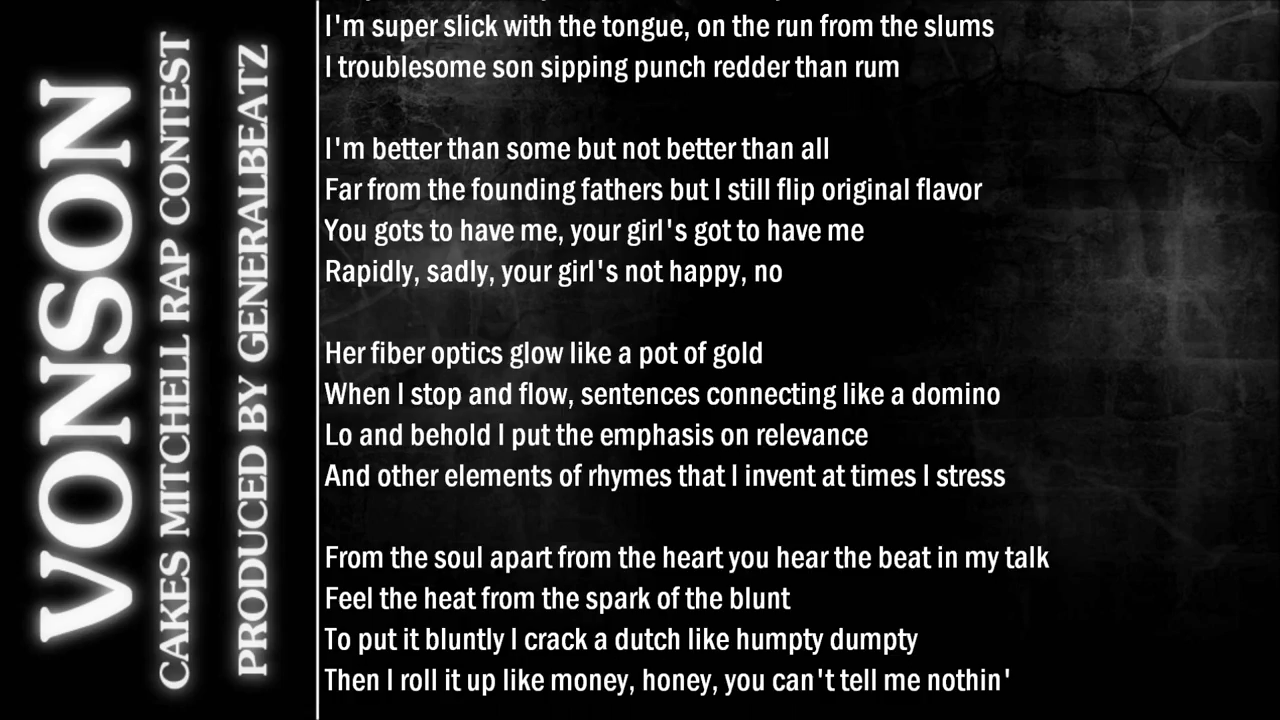 VONSON
CAKES MITCHELL RAP CONTEST
PRODUCED BY GENERALBEATZ
I'm super slick with the tongue, on the run from the slums
I troublesome son sipping punch redder than rum
I'm better than some but not better than all
Far from the founding fathers but I still flip original flavor
You gots to have me, your girl's got to have me
Rapidly, sadly, your girl's not happy, no
Her fiber optics glow like a pot of gold
When I stop and flow, sentences connecting like a domino
Lo and behold I put the emphasis on relevance
And other elements of rhymes that I invent at times I stress
From the soul apart from the heart you hear the beat in my talk
Feel the heat from the spark of the blunt
To put it bluntly I crack a dutch like humpty dumpty
Then I roll it up like money, honey, you can't tell me nothin'